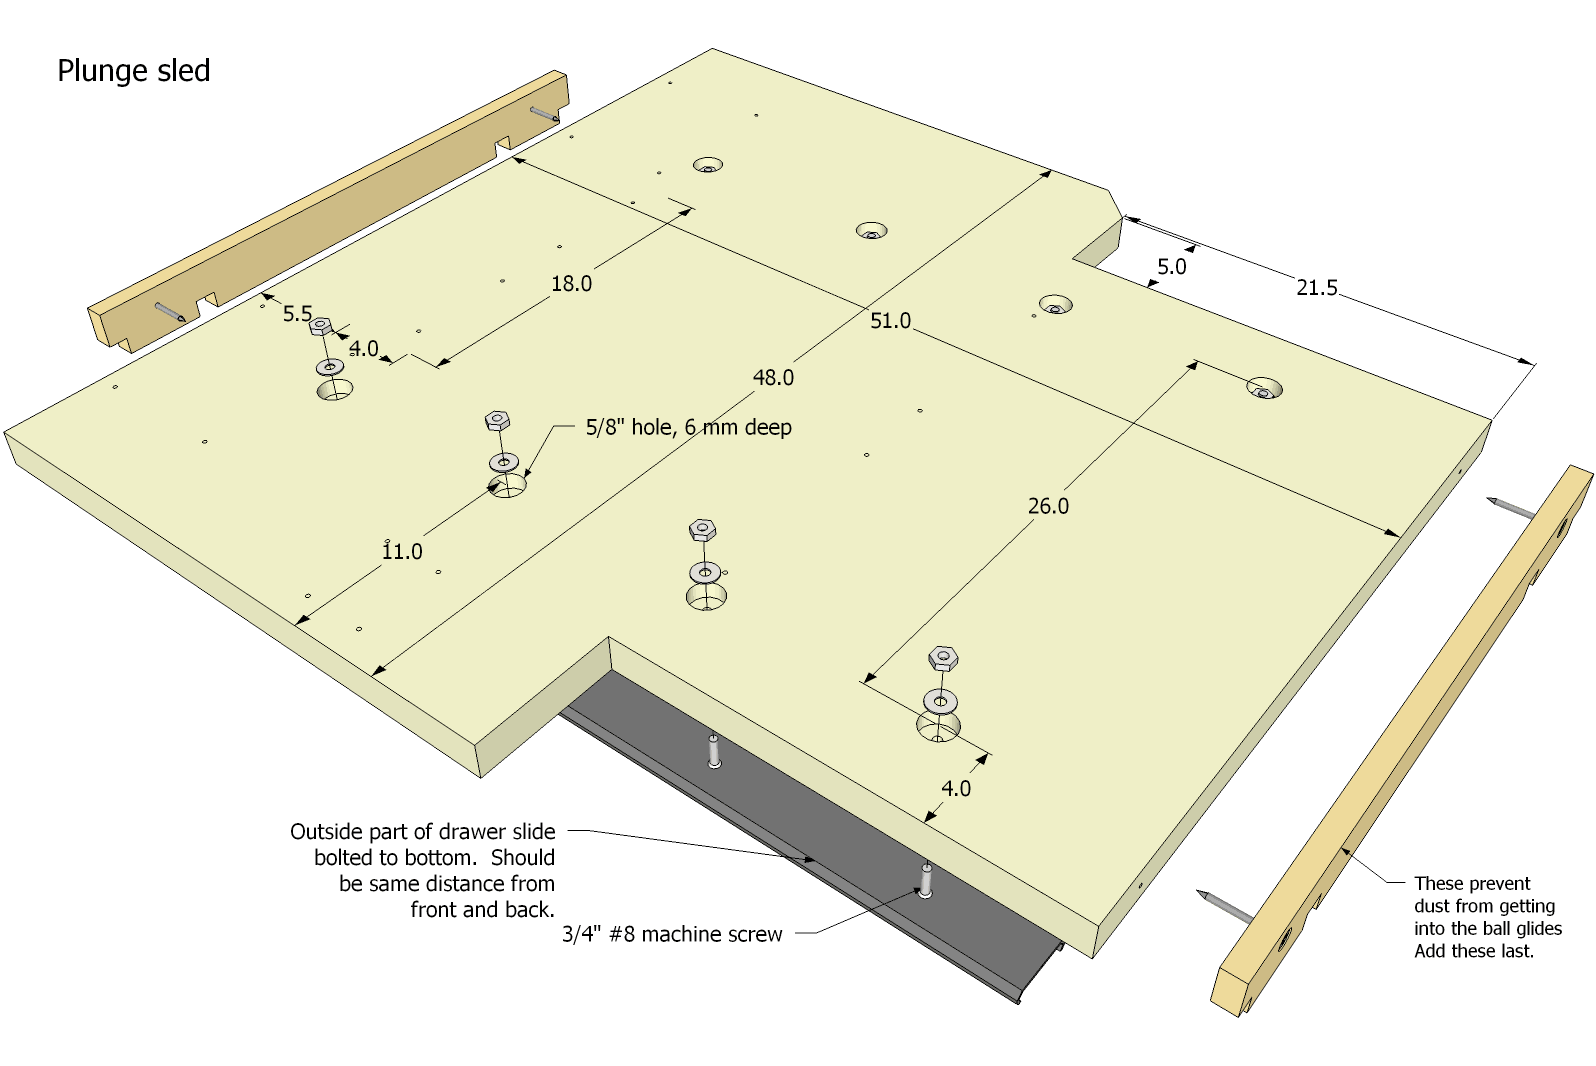 Plunge sled
5.0
21.5
18.0
5.5
51.0
4.0
48.0
5/8" hole, 6 mm deep
26.0
11.0
4.0
Outside part of drawer slide
bolted to bottom. Should
be same distance from
front and back.
3/4" #8 machine screw
These prevent
dust from getting
into the ball glides
Add these last.